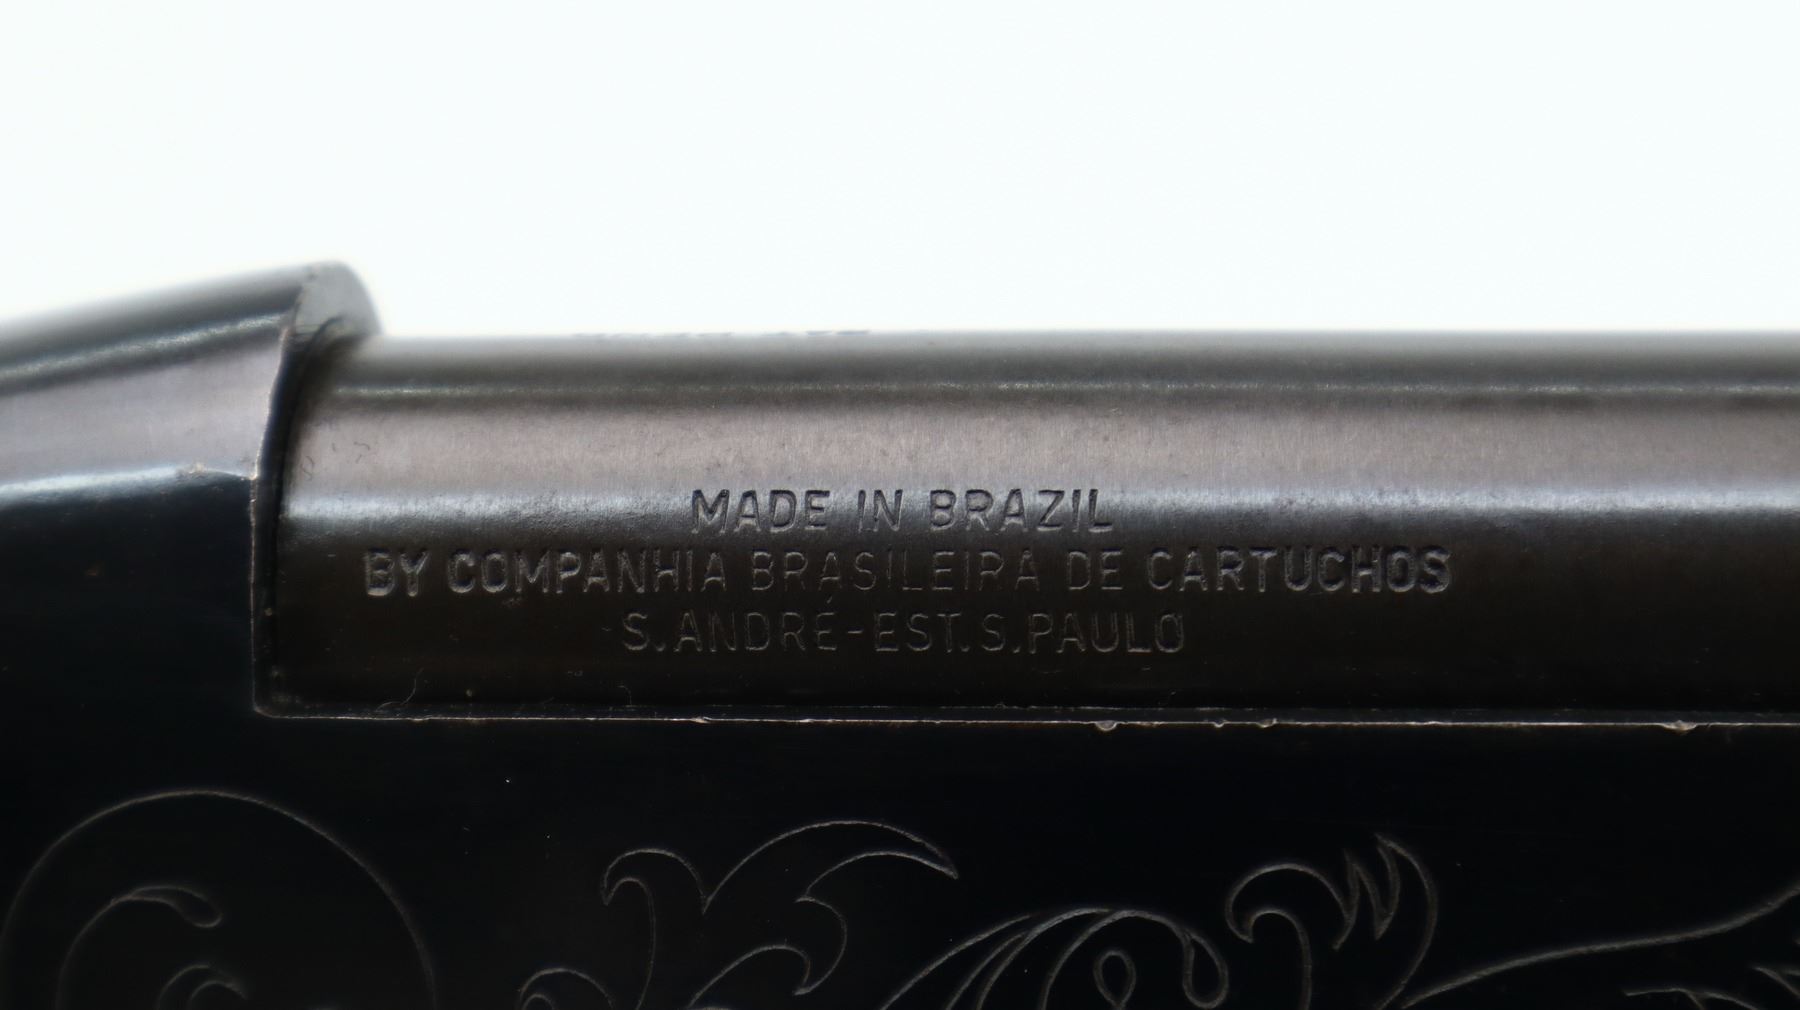 MADE IN BRAZIL
BY COMPANHIA BRASILEIRA DE CARTUCHOS
S. ANDRÉ-EST. S. PAULO